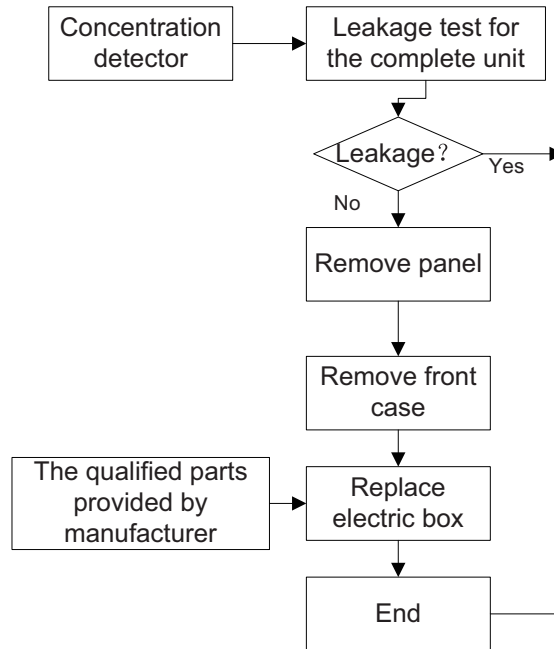 Concentration
detector
Leakage test for
the complete unit
Leakage？
Yes
No
Remove panel
Remove front
case
The qualified parts
provided by
manufacturer
Replace
electric box
End